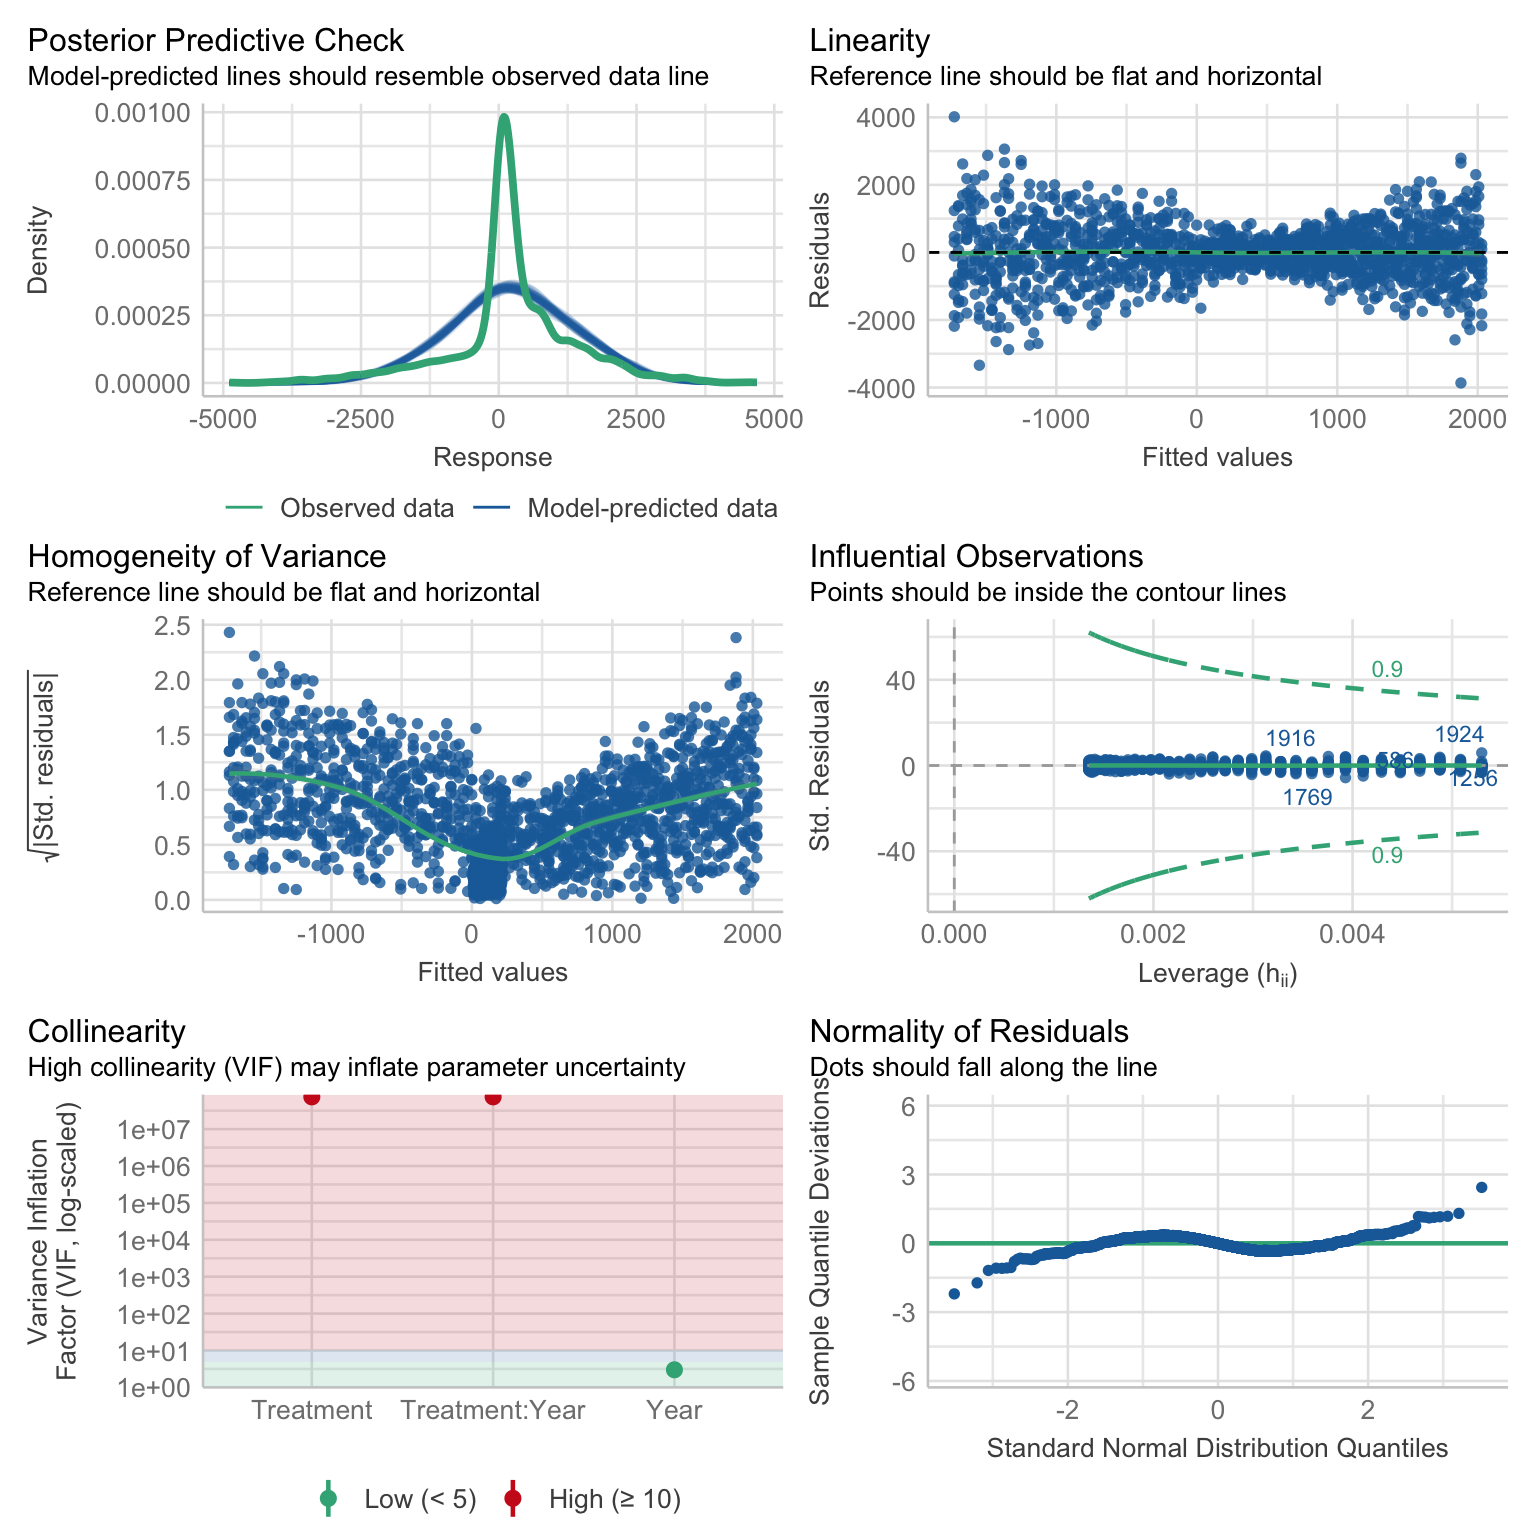 Posterior Predictive Check
Model-predicted lines should resemble observed data line
0.00100
0.00075
0.00050
0.00025
0.00000
Density
-5000
-2500
0
2500
5000
Response
Observed data
Model-predicted data
Linearity
Reference line should be flat and horizontal
4000
2000
0
-2000
-4000
Residuals
-1000
0
1000
2000
Fitted values
Homogeneity of Variance
Reference line should be flat and horizontal
2.5
2.0
1.5
1.0
0.5
0.0
√|Std. residuals|
-1000
0
1000
2000
Fitted values
Influential Observations
Points should be inside the contour lines
40
0
-40
Std. Residuals
0.9
1916
1924
586
1256
1769
0.9
0.000
0.002
0.004
Leverage (hii)
Collinearity
High collinearity (VIF) may inflate parameter uncertainty
1e+07
1e+06
1e+05
1e+04
1e+03
1e+02
1e+01
1e+00
Variance Inflation
Factor (VIF, log-scaled)
Treatment
Treatment:Year
Year
Low (< 5)
High (≥ 10)
Normality of Residuals
Dots should fall along the line
6
3
0
-3
-6
Sample Quantile Deviations
-2
0
2
Standard Normal Distribution Quantiles